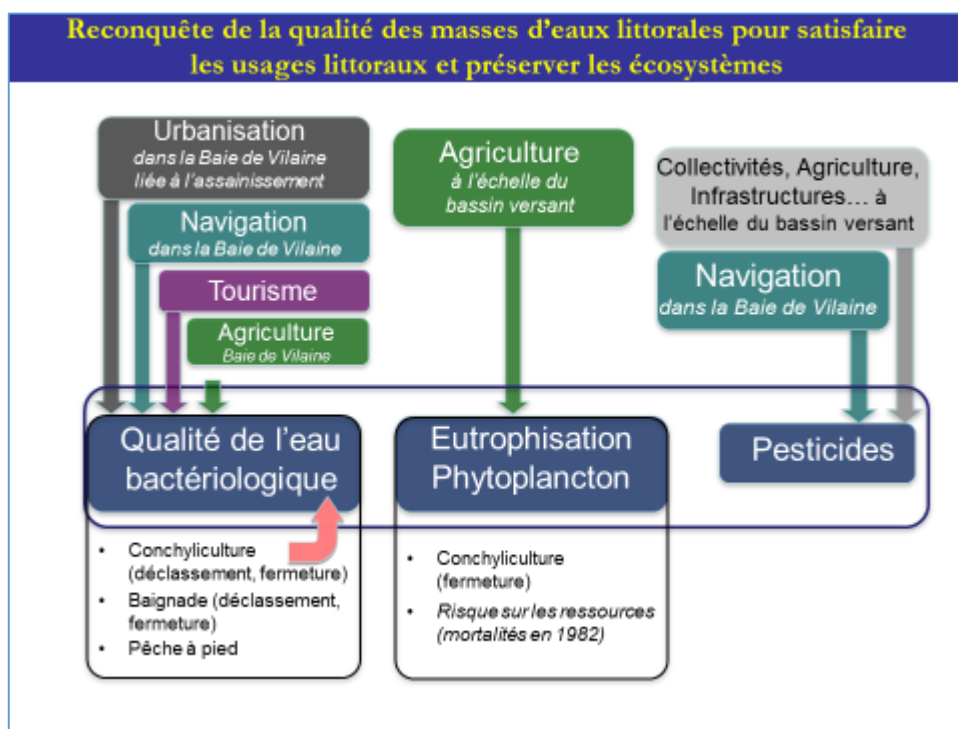 Reconquête de la qualité des masses d'eaux littorales pour satisfaire
les usages littoraux et préserver les écosystèmes
Urbanisation
dans la Baie de Vilaine
liée à l'assainissement
Navigation
dans la Baie de Vilaine
Tourisme
Agriculture
Baie de Vilaine
Agriculture
à l'échelle du
bassin versant
Collectivités, Agriculture,
Infrastructures… à
l'échelle du bassin versant
Navigation
dans la Baie de Vilaine
Qualité de l'eau
bactériologique
Eutrophisation
Phytoplancton
Pesticides
• Conchyliculture
(déclassement, fermeture)
• Baignade (déclassement,
fermeture)
• Pêche à pied
• Conchyliculture
(fermeture)
• Risque sur les ressources
(mortalités en 1982)